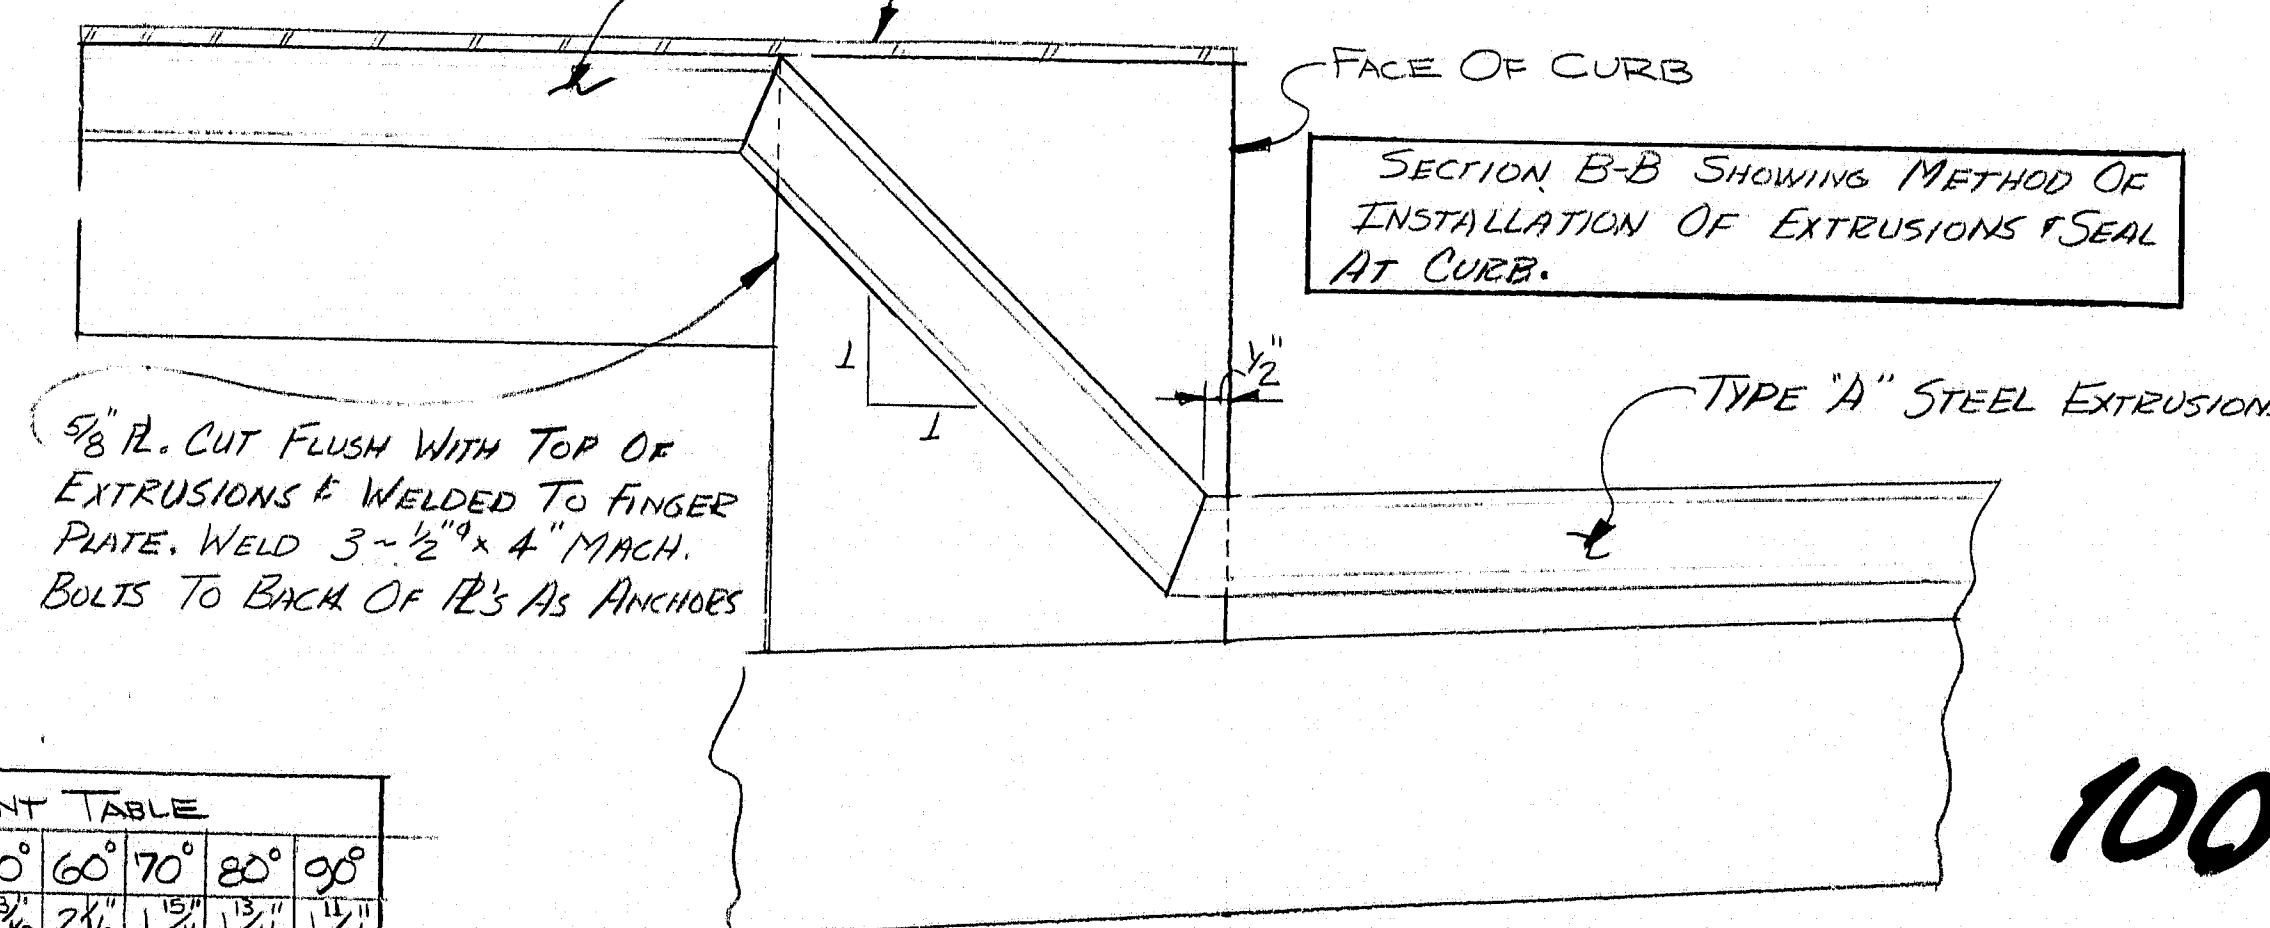 FACE OF CURB
SECTION B-B SHOWING METHOD OF
INSTALLATION OF EXTRUSIONS & SEAL
AT CURB.
1
1
1/2"
TYPE "A" STEEL EXTRUSION
5/8" PL. CUT FLUSH WITH TOP OF
EXTRUSIONS & WELDED TO FINGER
PLATE. WELD 3~1/2"φ x 4" MACH.
BOLTS TO BACK OF PL'S AS ANCHORS
NT TABLE
0° 60° 70° 80° 90°
100